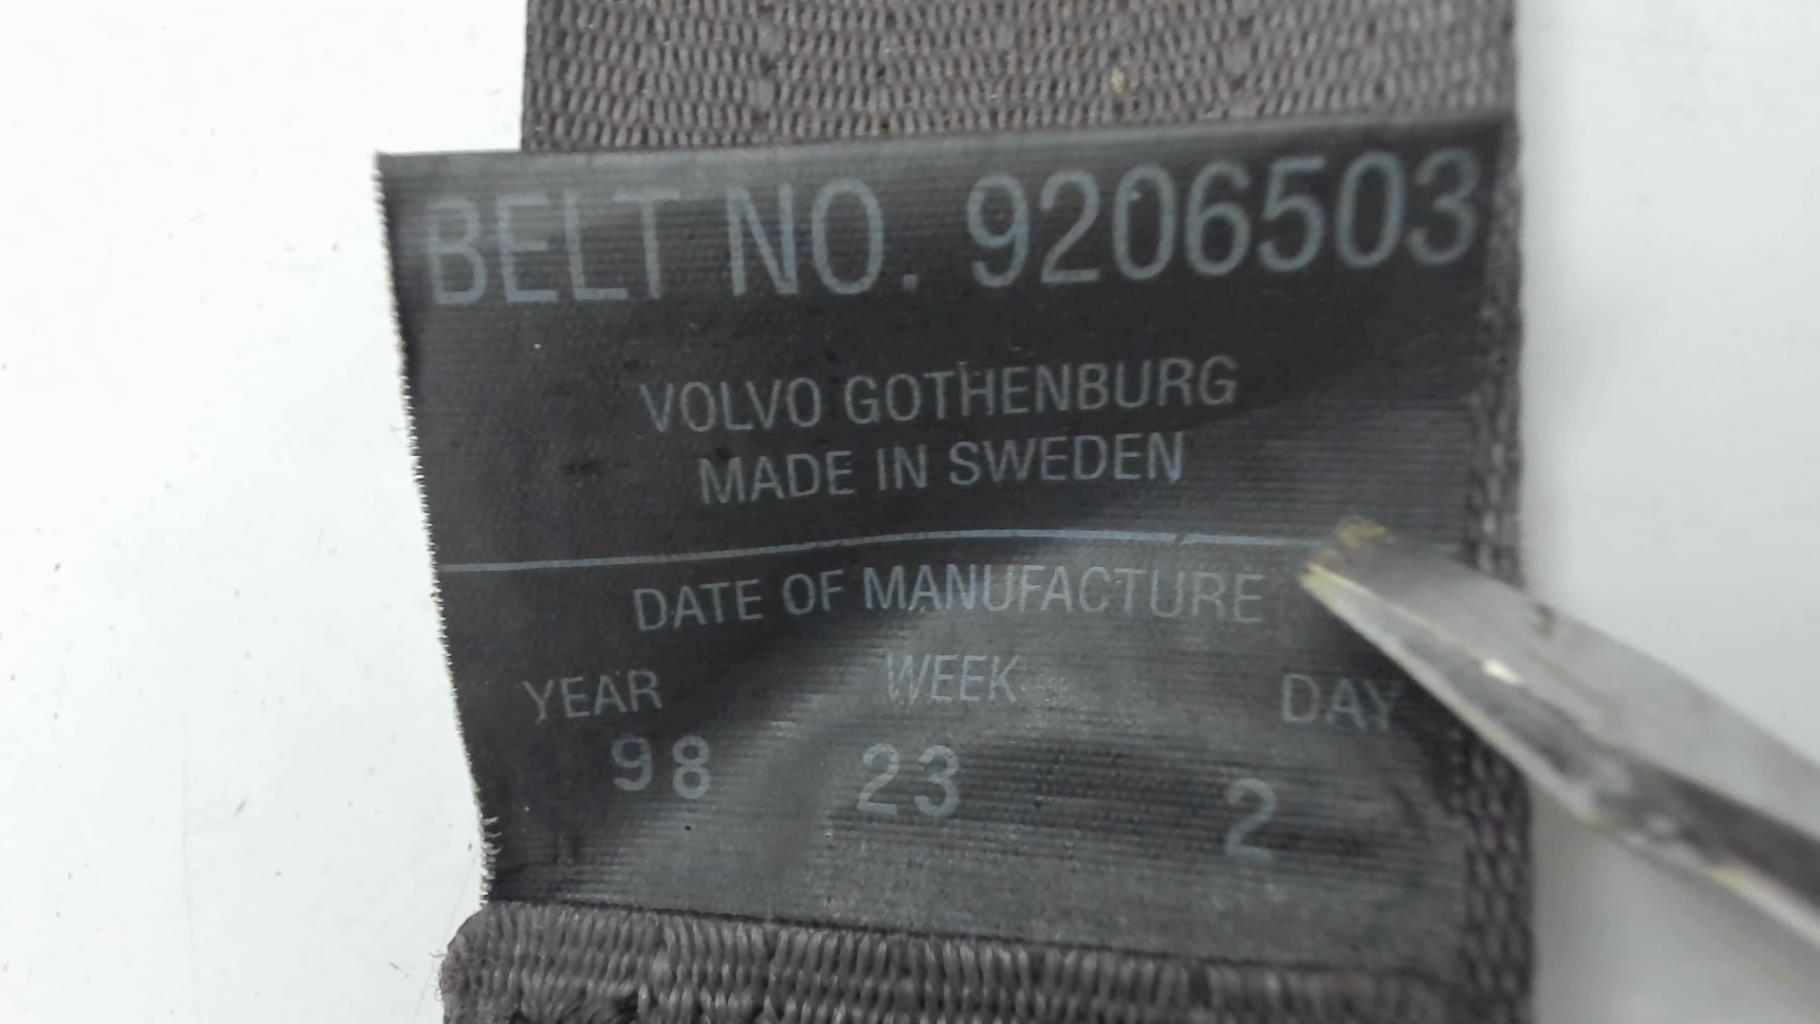 BELT NO. 9206503
VOLVO GOTHENBURG
MADE IN SWEDEN
DATE OF MANUFACTURE
YEAR WEEK DAY
98 23 2